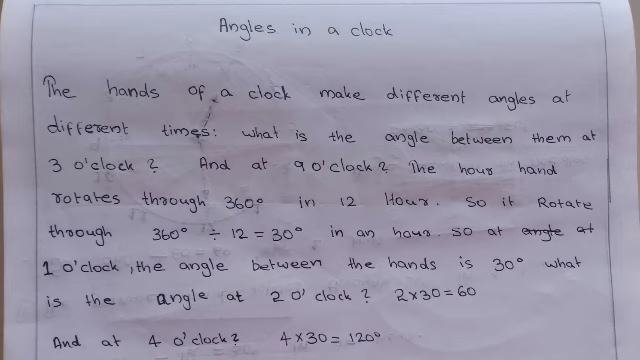 Angles in a clock
The hands of a clock make different angles at
different times: what is the angle between them at
3 o'clock? And at 9 o'clock? The hour hand
rotates through 360° in 12 Hour. So it Rotate
through 360° ÷ 12 = 30° in an hour. so at angle at
1 o'clock, the angle between the hands is 30° what
is the angle at 2 o'clock? 2×30=60
And at 4 o'clock? 4×30=120°